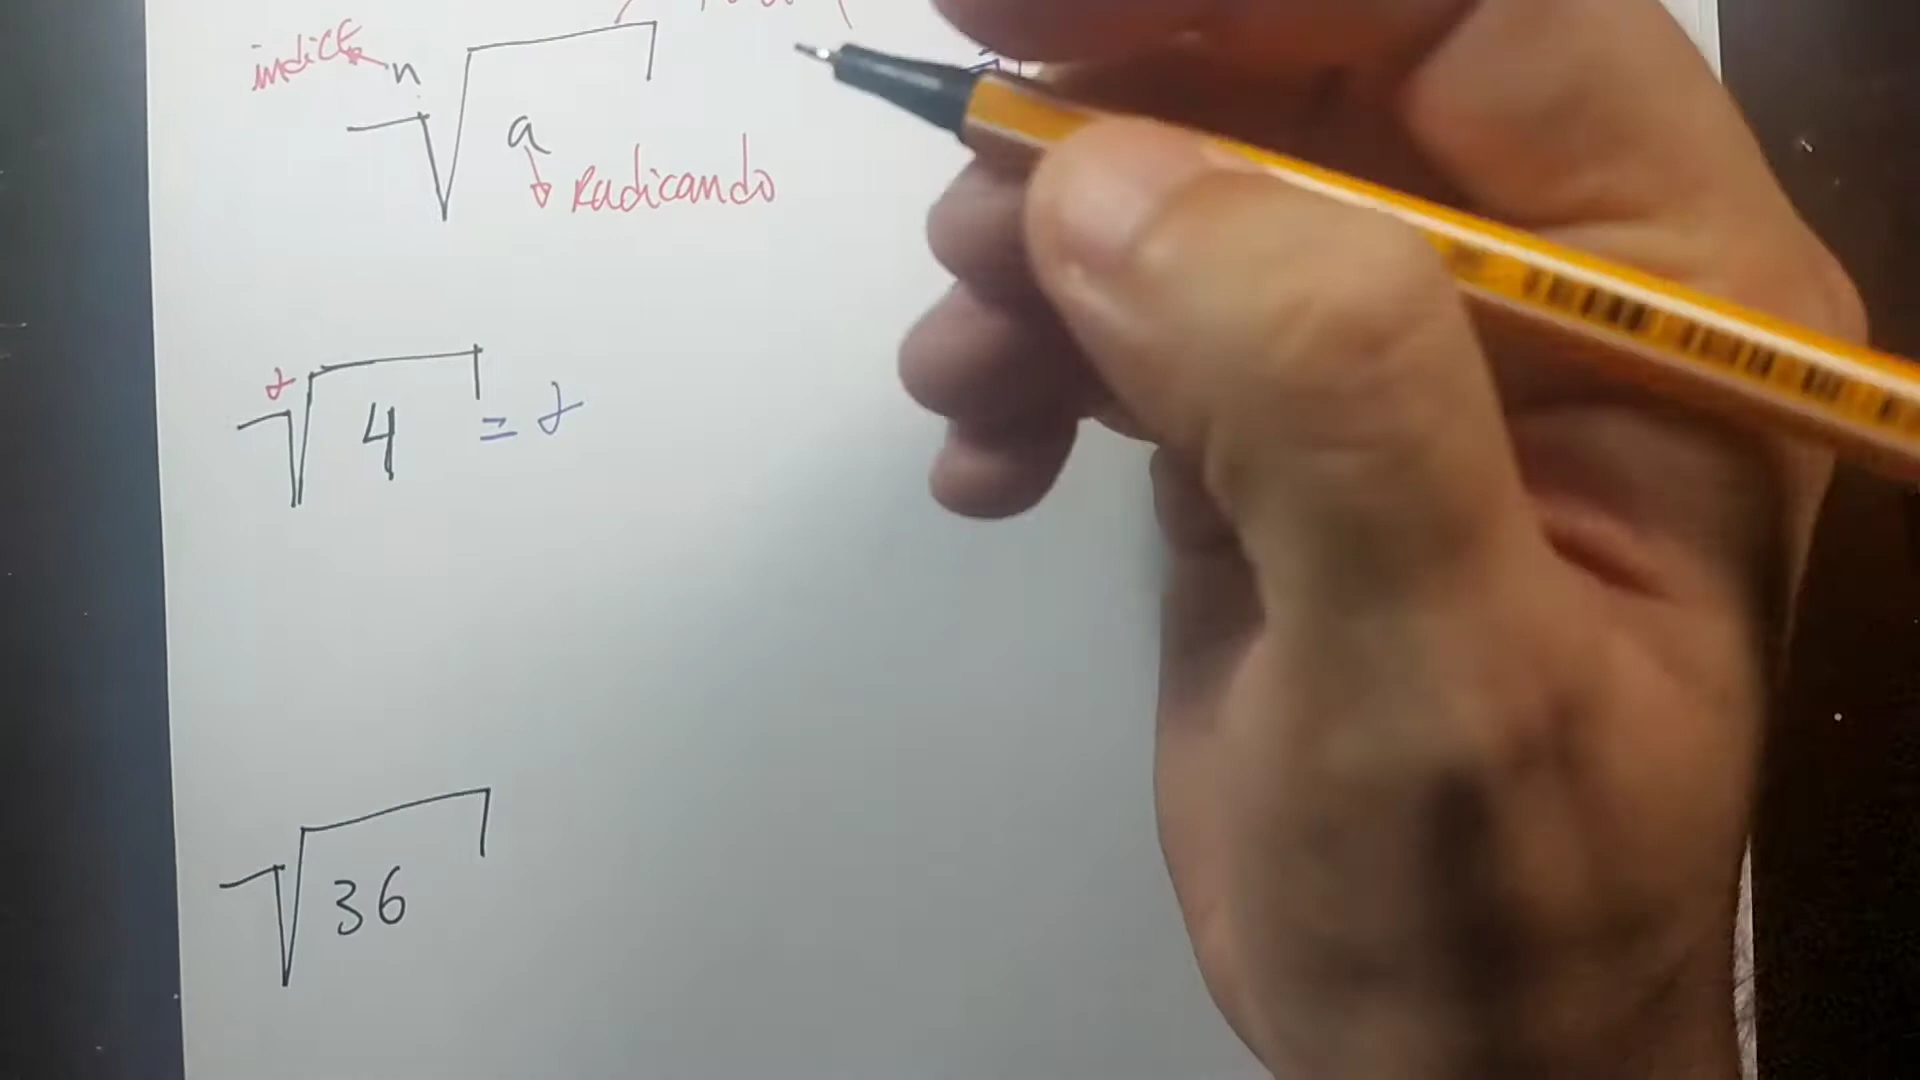 indice n
√a
Radicando
2√4 = 2
√36